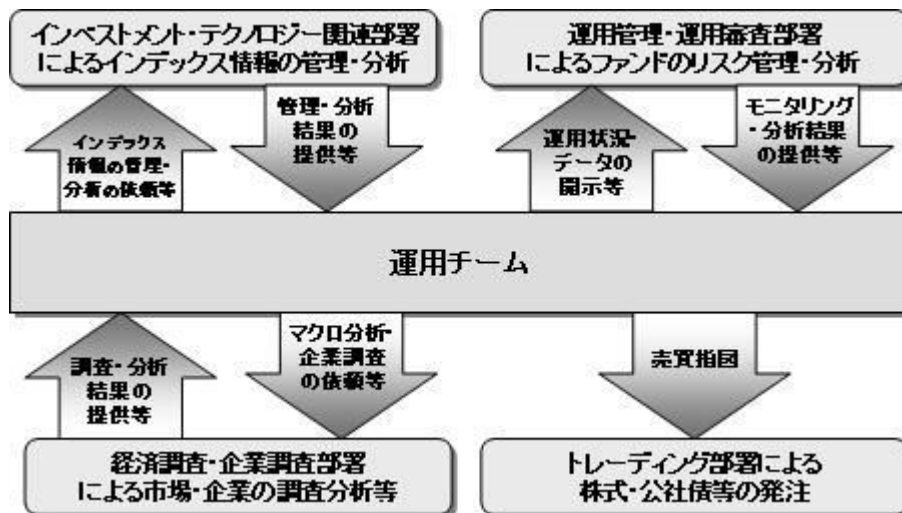 インベストメント・テクノロジー関連部署
によるインデックス情報の管理・分析
運用管理・運用審査部署
によるファンドのリスク管理・分析
インデックス
情報の管理・
分析の依頼等
管理・分析
結果の
提供等
運用状況・
データの
開示等
モニタリング
・分析結果
の提供等
運用チーム
調査・分析
結果の
提供等
マクロ分析・
企業調査
の依頼等
売買指図
経済調査・企業調査部署
による市場・企業の調査分析等
トレーディング部署による
株式・公社債等の発注